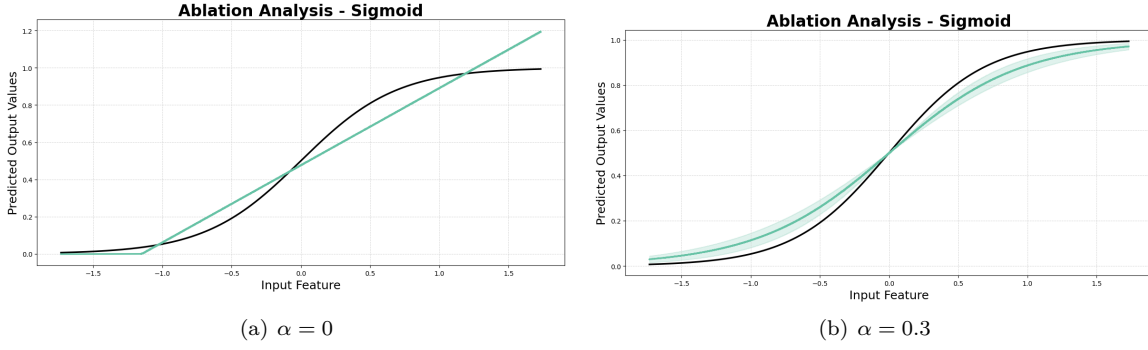 Ablation Analysis - Sigmoid
Predicted Output Values
1.2
1.0
0.8
0.6
0.4
0.2
0.0
−1.5 −1.0 −0.5 0.0 0.5 1.0 1.5
Input Feature
(a) α = 0
Ablation Analysis - Sigmoid
Predicted Output Values
1.0
0.8
0.6
0.4
0.2
0.0
−1.5 −1.0 −0.5 0.0 0.5 1.0 1.5
Input Feature
(b) α = 0.3